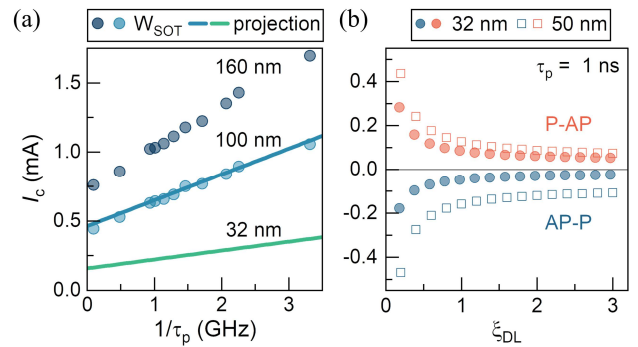 (a)
W_SOT projection
160 nm
100 nm
32 nm
I_c (mA)
1.5
1.0
0.5
0.0
0 1 2 3
1/τ_p (GHz)
(b)
32 nm 50 nm
τ_p = 1 ns
P-AP
AP-P
0.4
0.2
0.0
-0.2
-0.4
0 1 2 3
ξ_DL